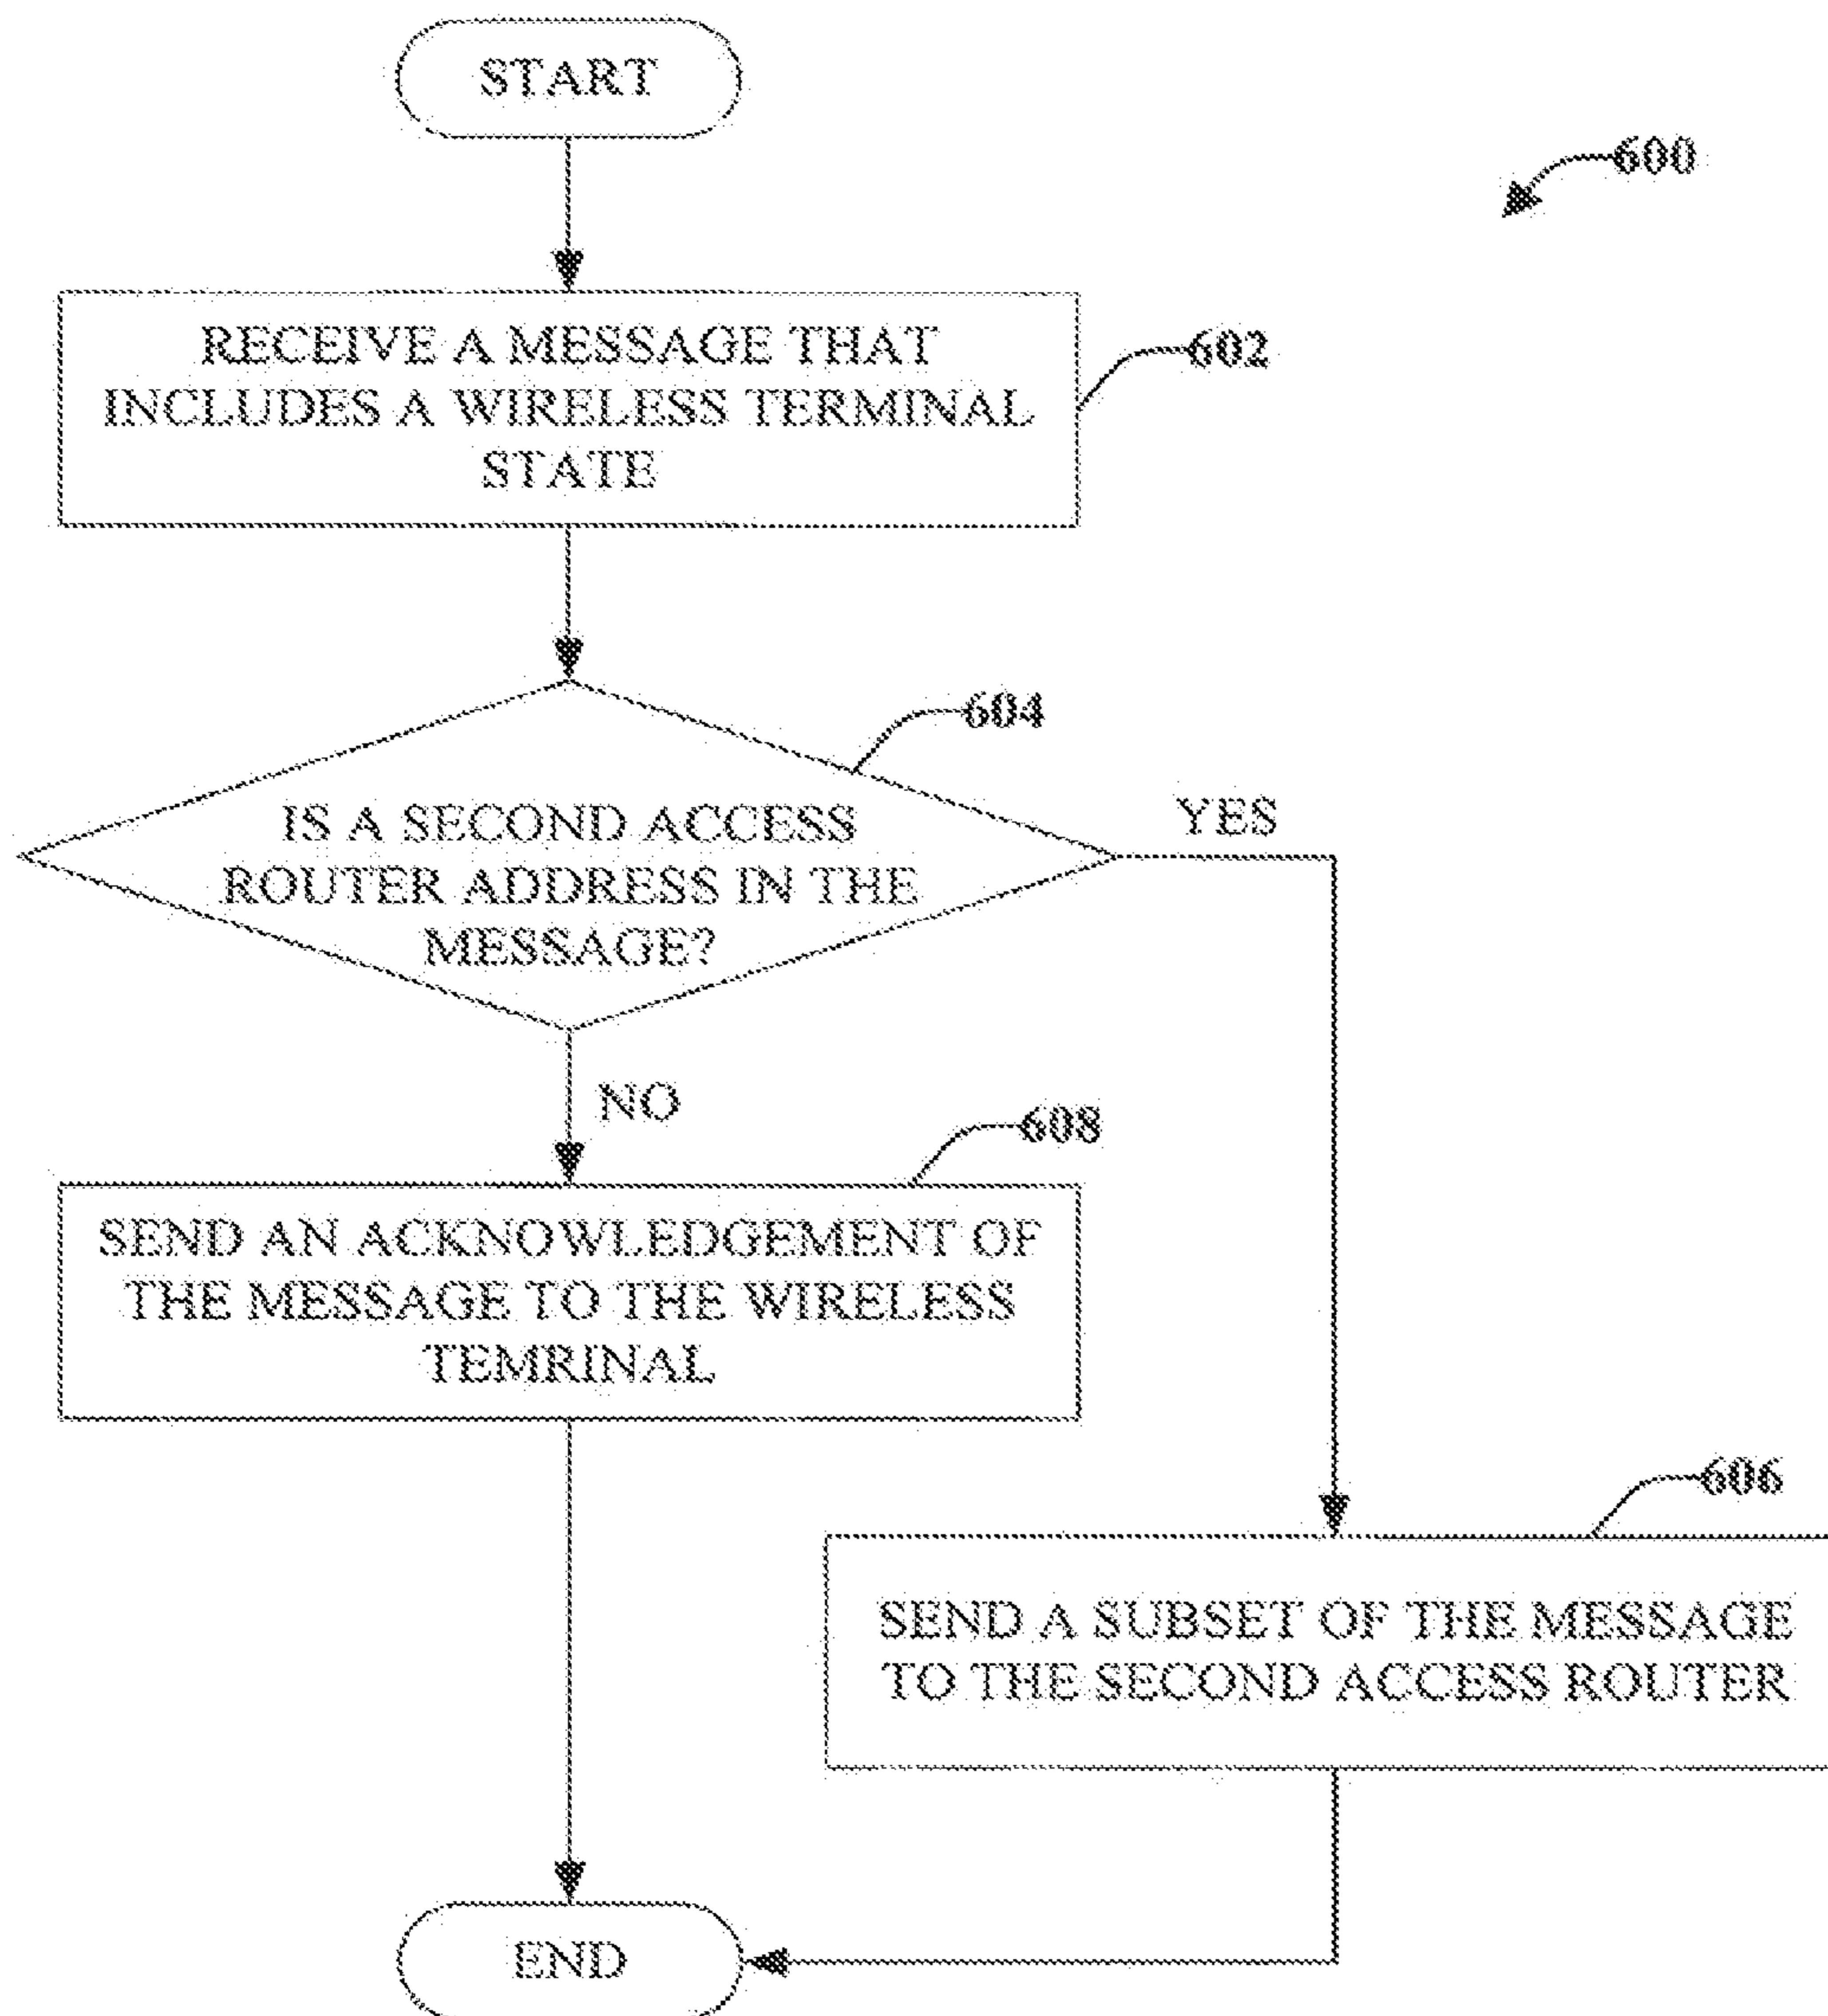 START
600
RECEIVE A MESSAGE THAT
INCLUDES A WIRELESS TERMINAL
STATE
602
604
IS A SECOND ACCESS
ROUTER ADDRESS IN THE
MESSAGE?
YES
NO
608
SEND AN ACKNOWLEDGEMENT OF
THE MESSAGE TO THE WIRELESS
TEMRINAL
606
SEND A SUBSET OF THE MESSAGE
TO THE SECOND ACCESS ROUTER
END